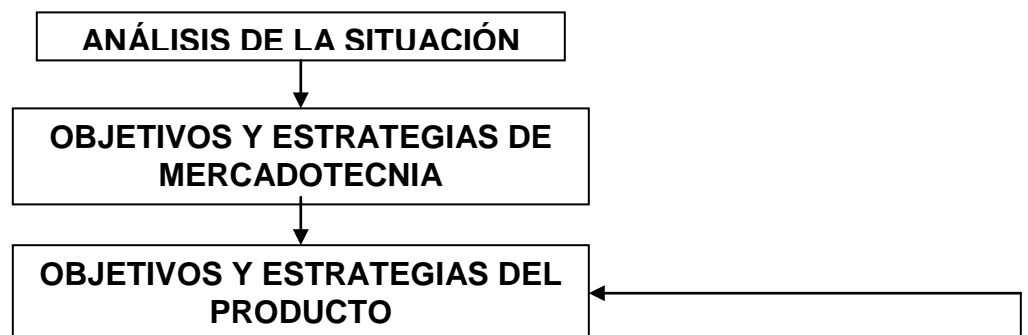 ANÁLISIS DE LA SITUACIÓN
OBJETIVOS Y ESTRATEGIAS DE
MERCADOTECNIA
OBJETIVOS Y ESTRATEGIAS DEL
PRODUCTO